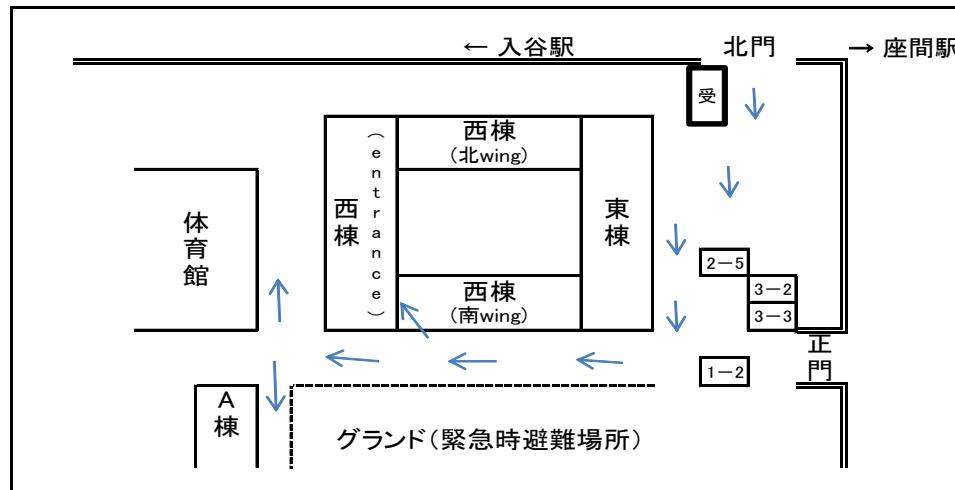 ← 入谷駅
北門
→ 座間駅
受
西棟
(北wing)
西棟
(entrance)
東棟
体育館
2－5
3－2
3－3
西棟
(南wing)
正門
1－2
A棟
グランド(緊急時避難場所)